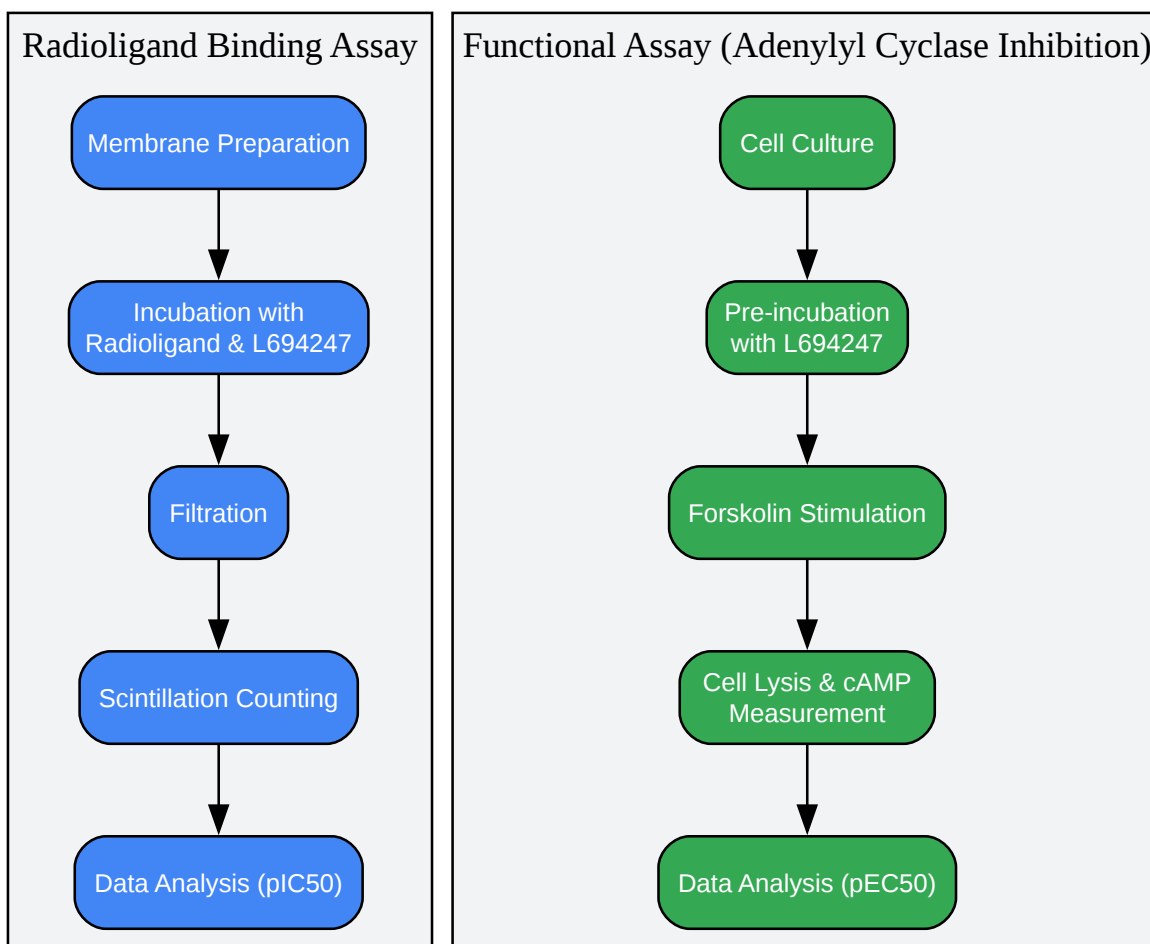 Radioligand Binding Assay
Membrane Preparation
Incubation with
Radioligand & L694247
Filtration
Scintillation Counting
Data Analysis (pIC50)
Functional Assay (Adenylyl Cyclase Inhibition)
Cell Culture
Pre-incubation
with L694247
Forskolin Stimulation
Cell Lysis & cAMP
Measurement
Data Analysis (pEC50)